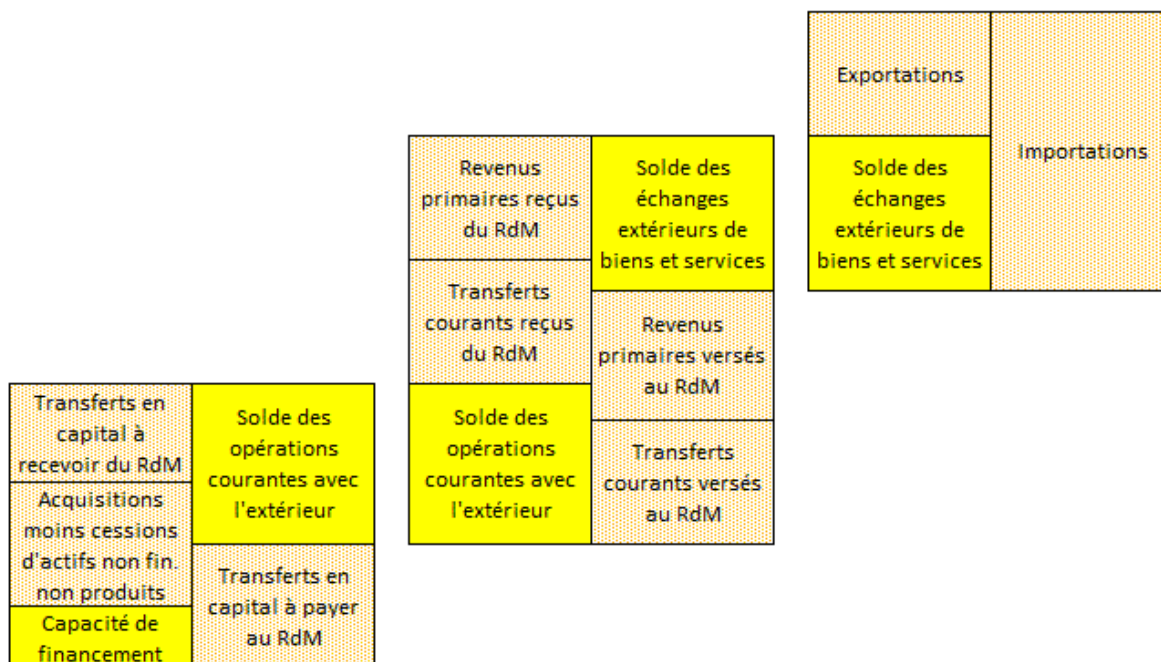 Exportations
Importations
Solde des
échanges
extérieurs de
biens et services
Revenus
primaires reçus
du RdM
Transferts
courants reçus
du RdM
Solde des
opérations
courantes avec
l'extérieur
Solde des
échanges
extérieurs de
biens et services
Revenus
primaires versés
au RdM
Transferts
courants versés
au RdM
Transferts en
capital à
recevoir du RdM
Acquisitions
moins cessions
d'actifs non fin.
non produits
Capacité de
financement
Solde des
opérations
courantes avec
l'extérieur
Transferts en
capital à payer
au RdM